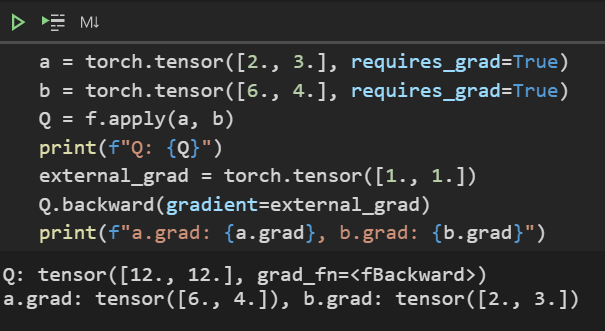 M↓
a = torch.tensor([2., 3.], requires_grad=True)
b = torch.tensor([6., 4.], requires_grad=True)
Q = f.apply(a, b)
print(f"Q: {Q}")
external_grad = torch.tensor([1., 1.])
Q.backward(gradient=external_grad)
print(f"a.grad: {a.grad}, b.grad: {b.grad}")
Q: tensor([12., 12.], grad_fn=<fBackward>)
a.grad: tensor([6., 4.]), b.grad: tensor([2., 3.])